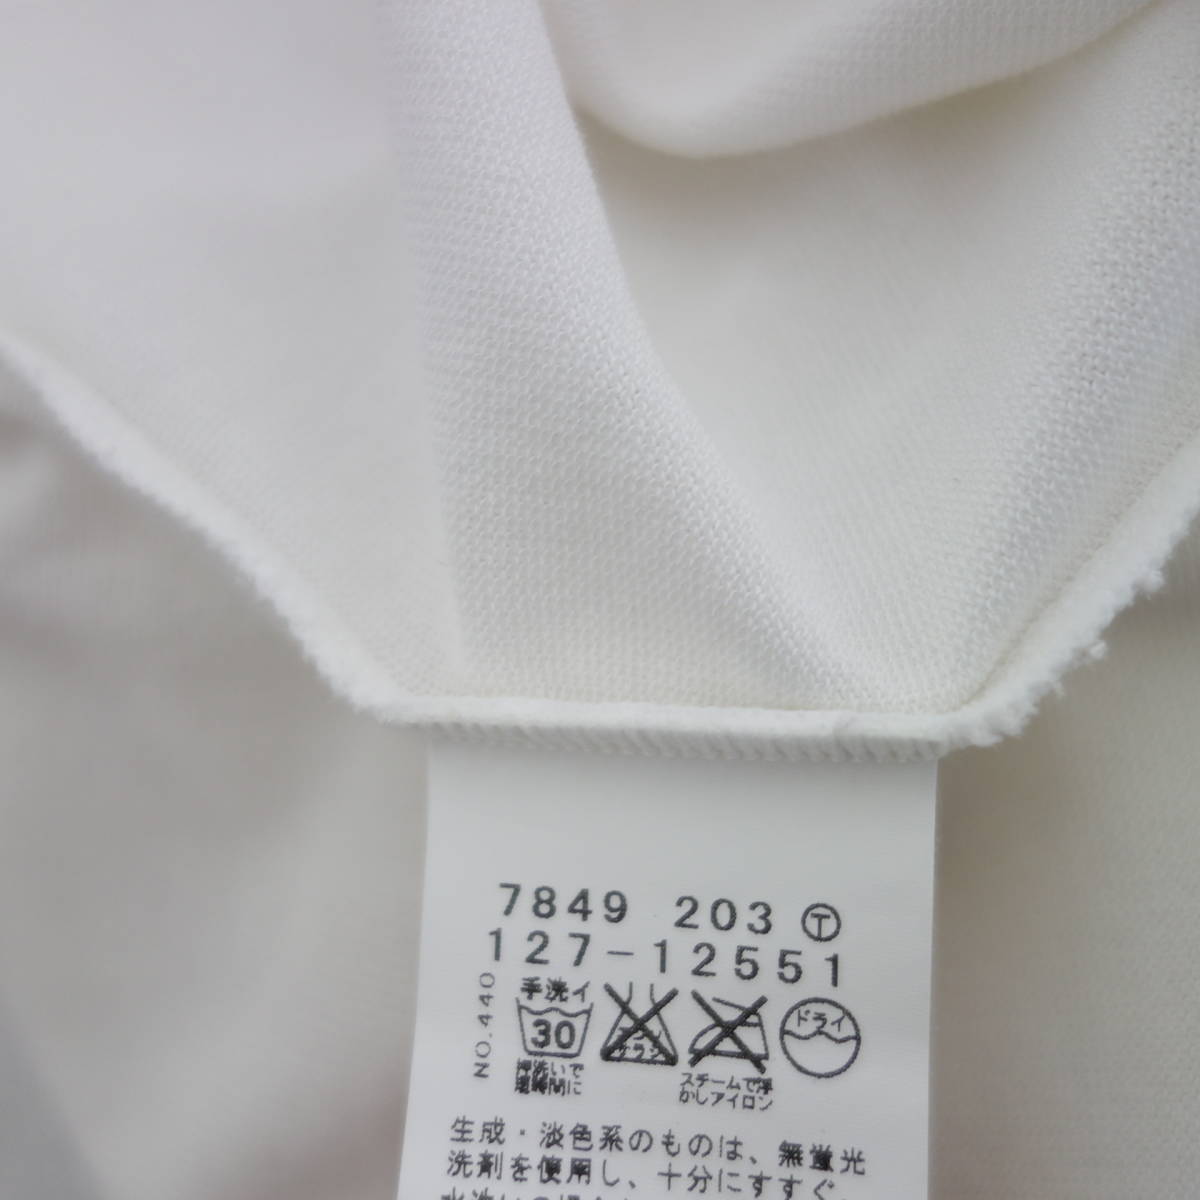 7849 203 Ⓣ
127-12551
NO.440
手洗イ
30
サラシ
ドライ
押洗いで
短時間に
スチームで浮
かしアイロン
生成・淡色系のものは、無蛍光
洗剤を使用し、十分にすすぐ。